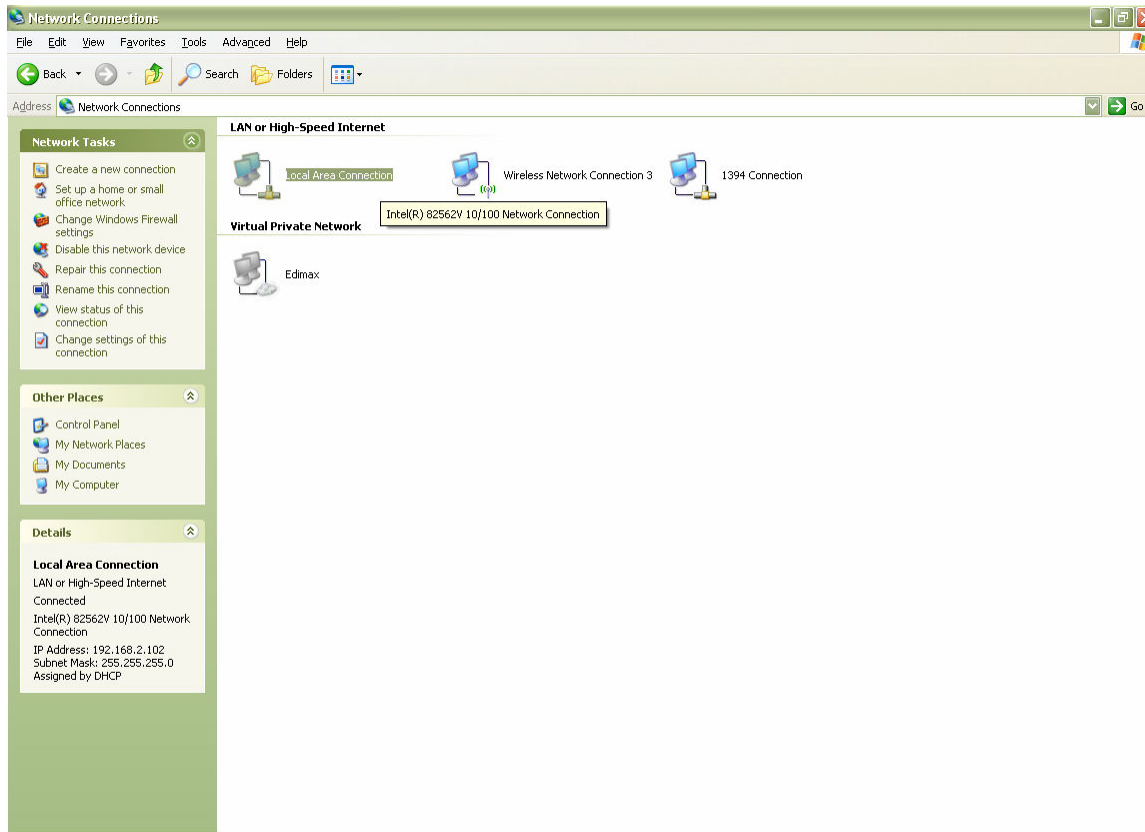 Network Connections
File Edit View Favorites Tools Advanced Help
Back Search Folders
Address Network Connections Go
Network Tasks
Create a new connection
Set up a home or small
office network
Change Windows Firewall
settings
Disable this network device
Repair this connection
Rename this connection
View status of this
connection
Change settings of this
connection
Other Places
Control Panel
My Network Places
My Documents
My Computer
Details
Local Area Connection
LAN or High-Speed Internet
Connected
Intel(R) 82562V 10/100 Network
Connection
IP Address: 192.168.2.102
Subnet Mask: 255.255.255.0
Assigned by DHCP
LAN or High-Speed Internet
Local Area Connection
Wireless Network Connection 3
1394 Connection
Intel(R) 82562V 10/100 Network Connection
Virtual Private Network
Edimax